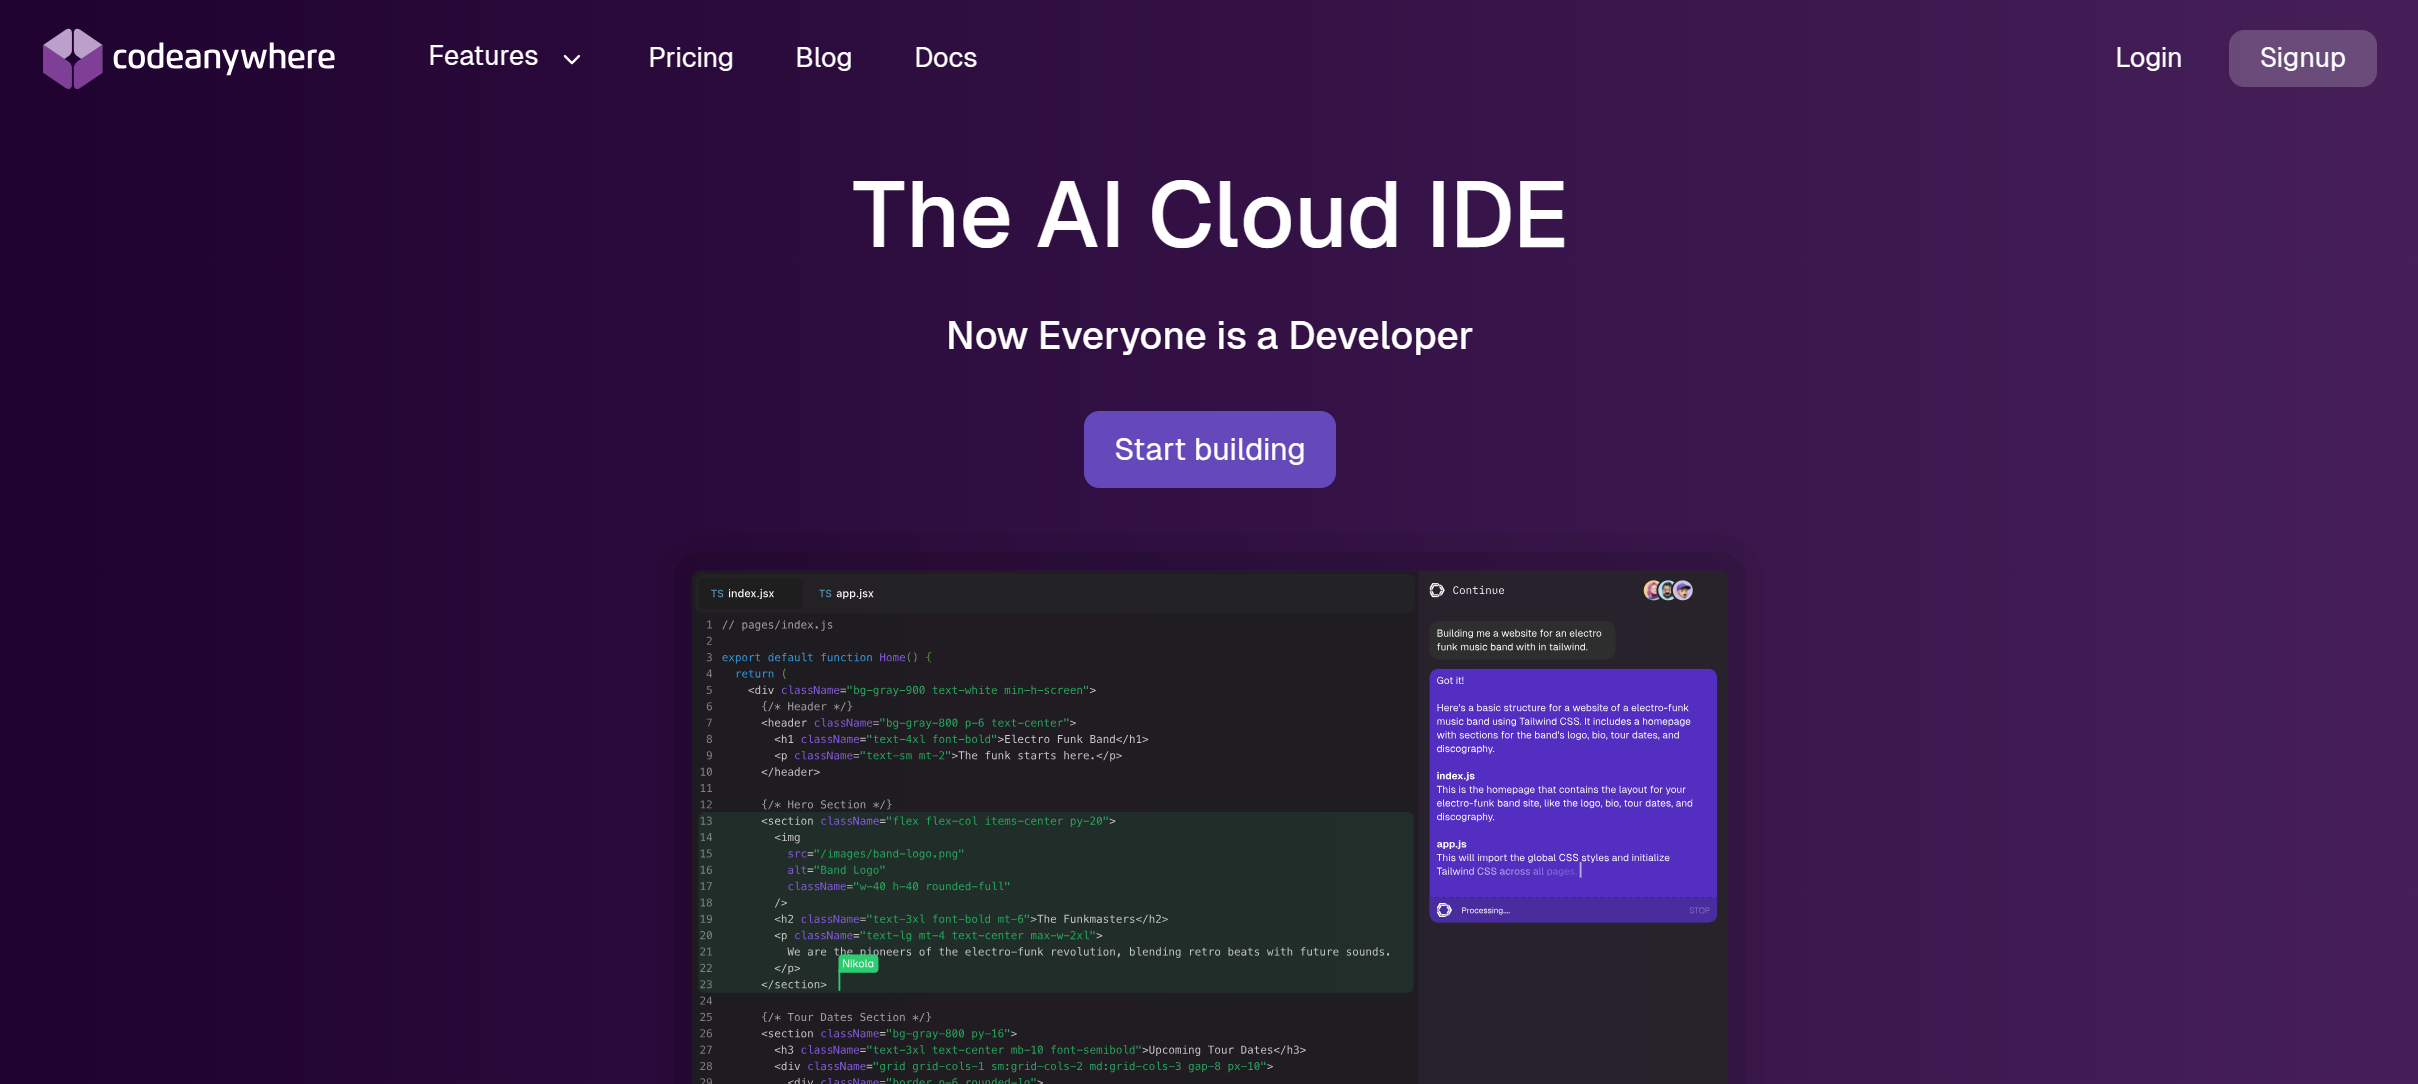 codeanywhere
Features
Pricing
Blog
Docs
Login
Signup
The AI Cloud IDE
Now Everyone is a Developer
Start building
TS index.jsx
TS app.jsx
1 // pages/index.js
2
3 export default function Home() {
4 return (
5 <div className="bg-gray-900 text-white min-h-screen">
6 {/* Header */}
7 <header className="bg-gray-800 p-6 text-center">
8 <h1 className="text-4xl font-bold">Electro Funk Band</h1>
9 <p className="text-sm mt-2">The funk starts here.</p>
10 </header>
11
12 {/* Hero Section */}
13 <section className="flex flex-col items-center py-20">
14 <img
15 src="/images/band-logo.png"
16 alt="Band Logo"
17 className="w-40 h-40 rounded-full"
18 />
19 <h2 className="text-3xl font-bold mt-6">The Funkmasters</h2>
20 <p className="text-lg mt-4 text-center max-w-2xl">
21 We are the pioneers of the electro-funk revolution, blending retro beats with future sounds.
22 </p>
Nikola
23 </section>
24
25 {/* Tour Dates Section */}
26 <section className="bg-gray-800 py-16">
27 <h3 className="text-3xl text-center mb-10 font-semibold">Upcoming Tour Dates</h3>
28 <div className="grid grid-cols-1 sm:grid-cols-2 md:grid-cols-3 gap-8 px-10">
29 <div className="border p-6 rounded-lg">
Continue
Building me a website for an electro
funk music band with in tailwind.
Got it!
Here's a basic structure for a website of a electro-funk
music band using Tailwind CSS. It includes a homepage
with sections for the band's logo, bio, tour dates, and
discography.
index.js
This is the homepage that contains the layout for your
electro-funk band site, like the logo, bio, tour dates, and
discography.
app.js
This will import the global CSS styles and initialize
Tailwind CSS across all pages.
Processing...
STOP